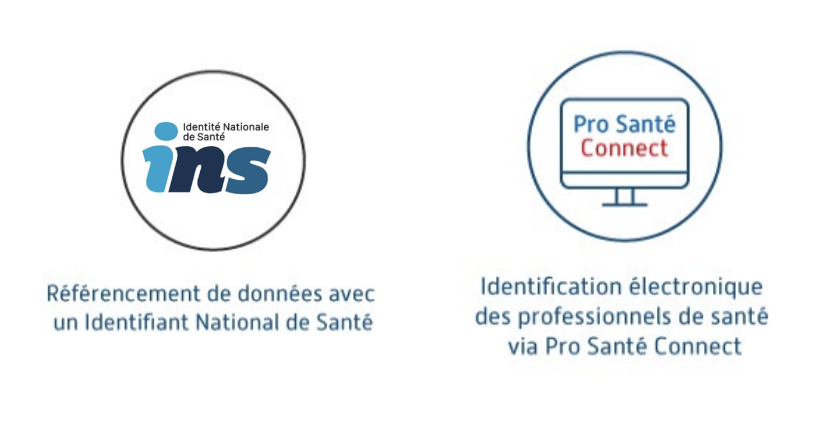 Identité Nationale
de Santé
ins
Référencement de données avec
un Identifiant National de Santé
Pro Santé
Connect
Identification électronique
des professionnels de santé
via Pro Santé Connect